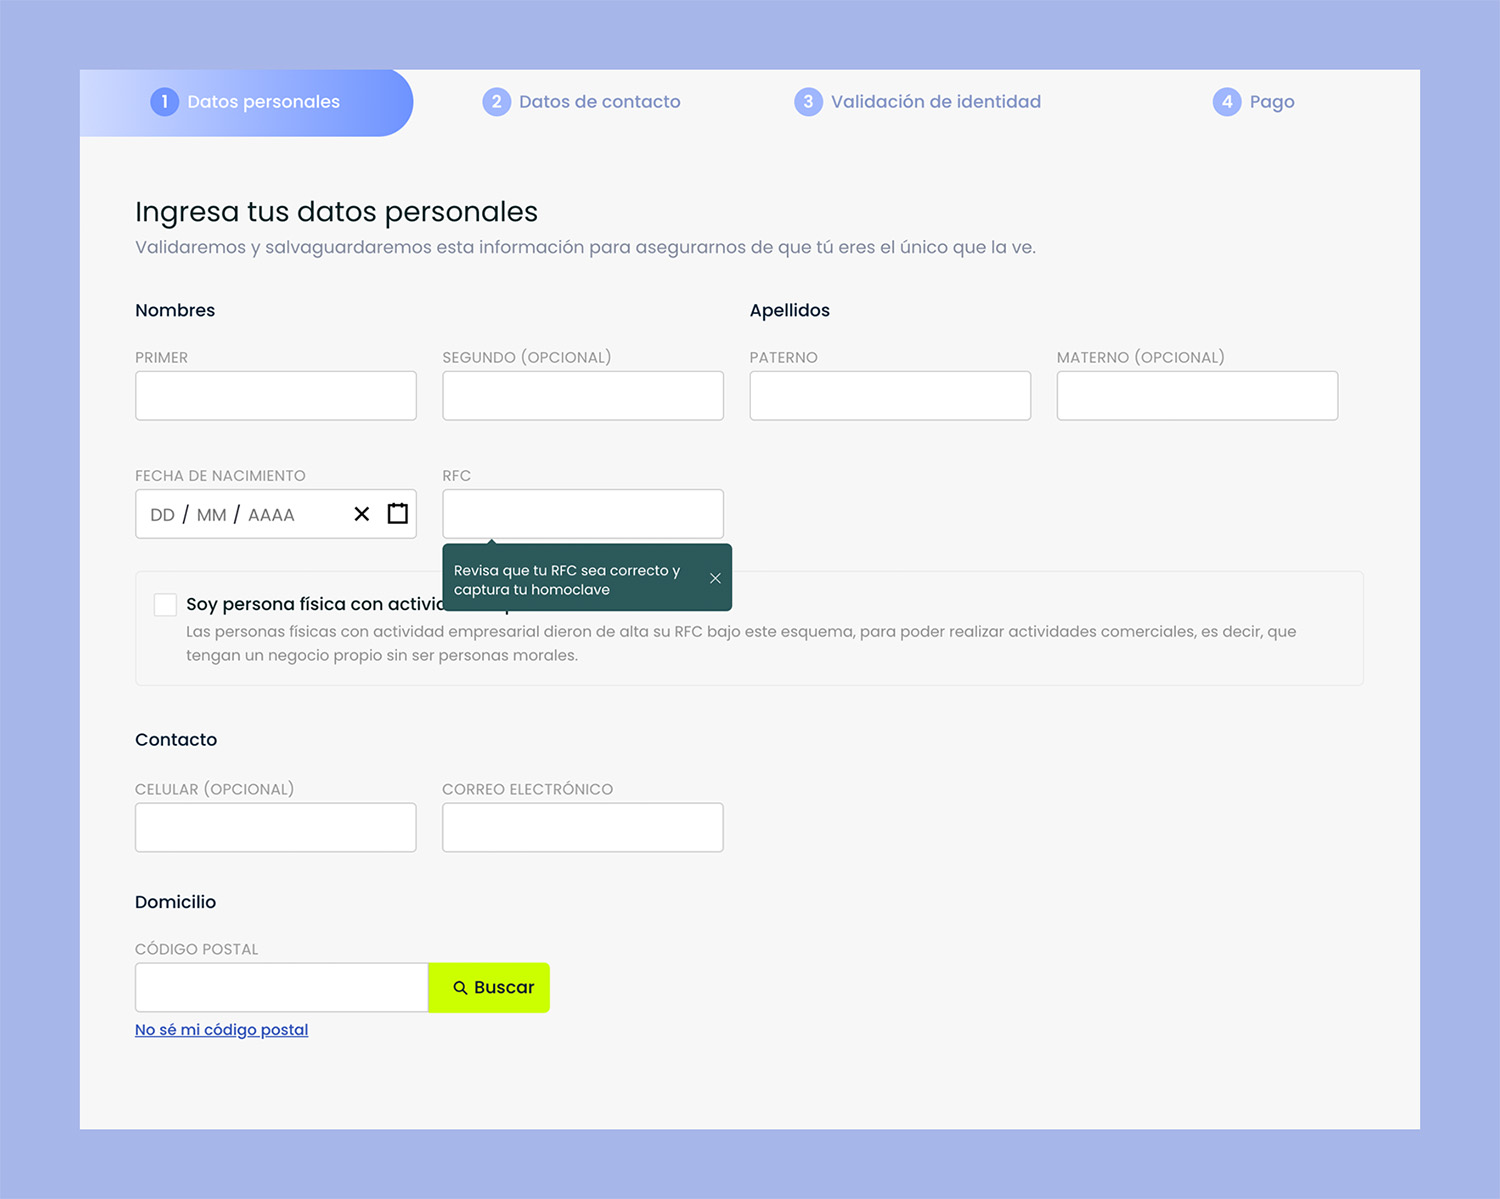 1 Datos personales
2 Datos de contacto
3 Validación de identidad
4 Pago
Ingresa tus datos personales
Validaremos y salvaguardaremos esta información para asegurarnos de que tú eres el único que la ve.
Nombres
Apellidos
PRIMER
SEGUNDO (OPCIONAL)
PATERNO
MATERNO (OPCIONAL)
FECHA DE NACIMIENTO
RFC
DD / MM / AAAA
Revisa que tu RFC sea correcto y
captura tu homoclave
Soy persona física con
Las personas físicas con actividad empresarial dieron de alta su RFC bajo este esquema, para poder realizar actividades comerciales, es decir, que
tengan un negocio propio sin ser personas morales.
Contacto
CELULAR (OPCIONAL)
CORREO ELECTRÓNICO
Domicilio
CÓDIGO POSTAL
Buscar
No sé mi código postal